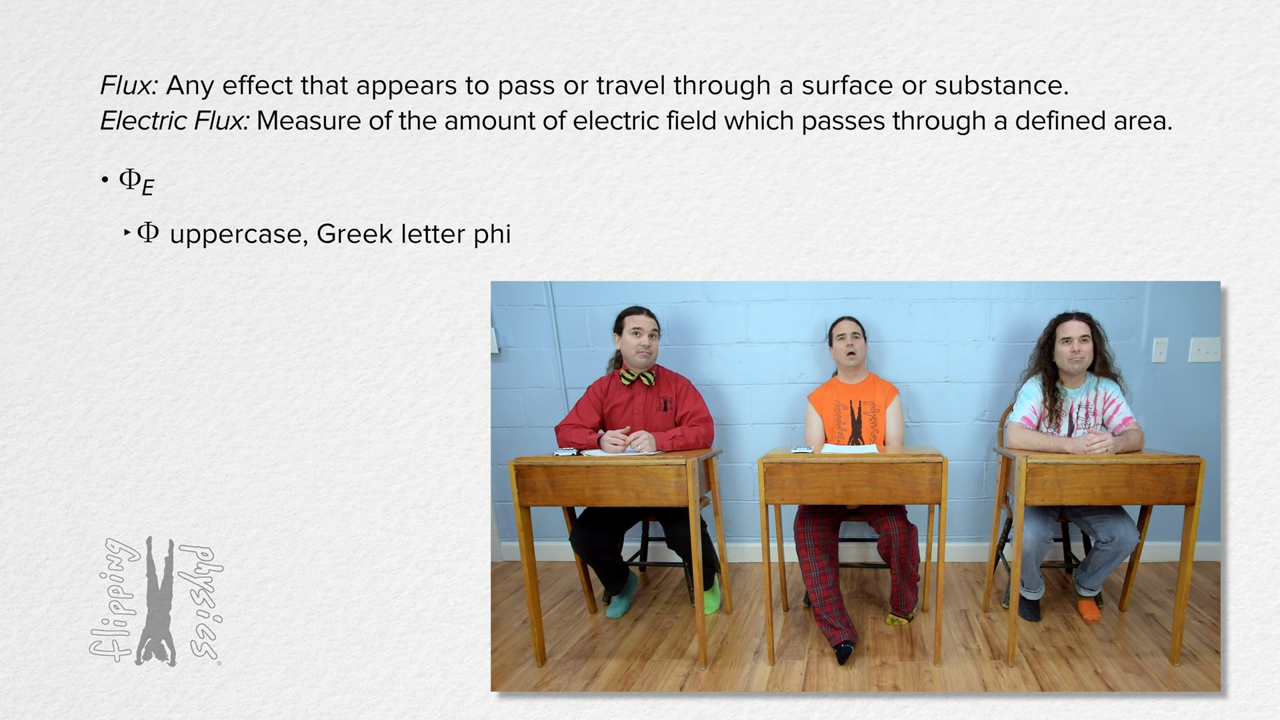 Flux: Any effect that appears to pass or travel through a surface or substance.
Electric Flux: Measure of the amount of electric field which passes through a defined area.
• Φ_E
‣ Φ uppercase, Greek letter phi
flipping physics